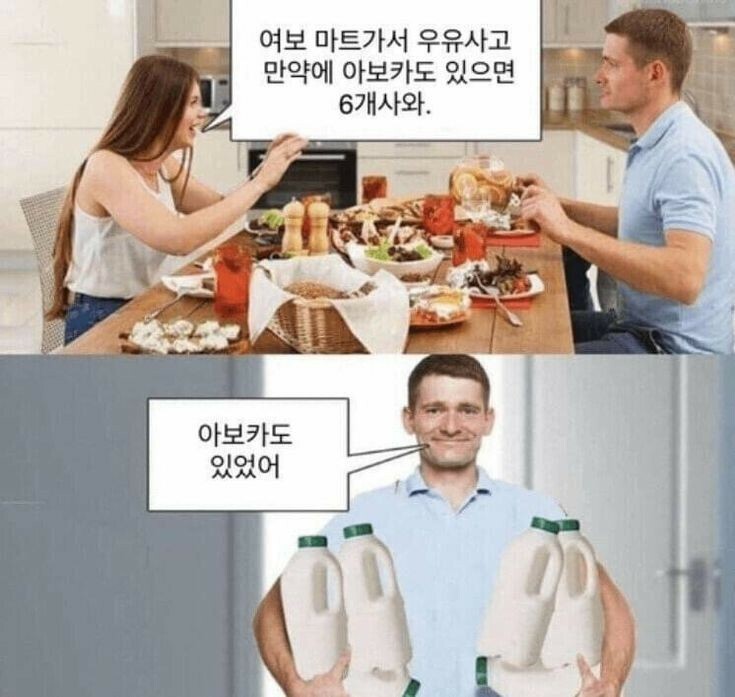 여보 마트가서 우유사고
만약에 아보카도 있으면
6개사와.
아보카도
있었어